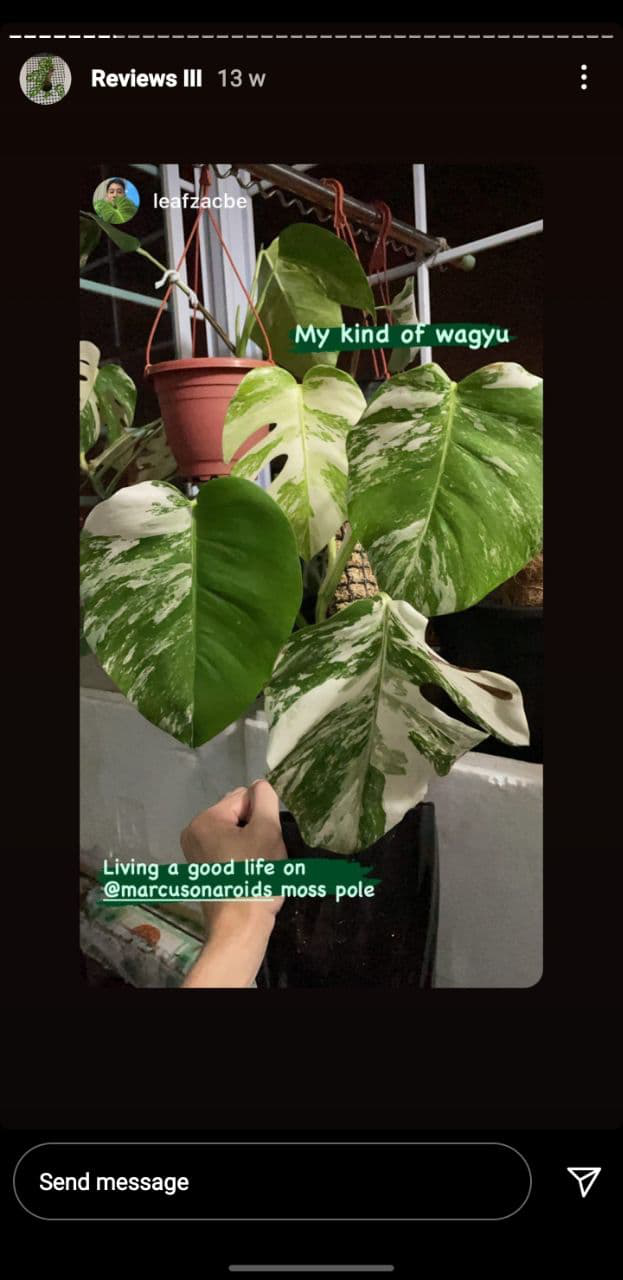 Reviews III 13 w
leafzacbe
My kind of wagyu
Living a good life on
@marcusonaroids moss pole
Send message